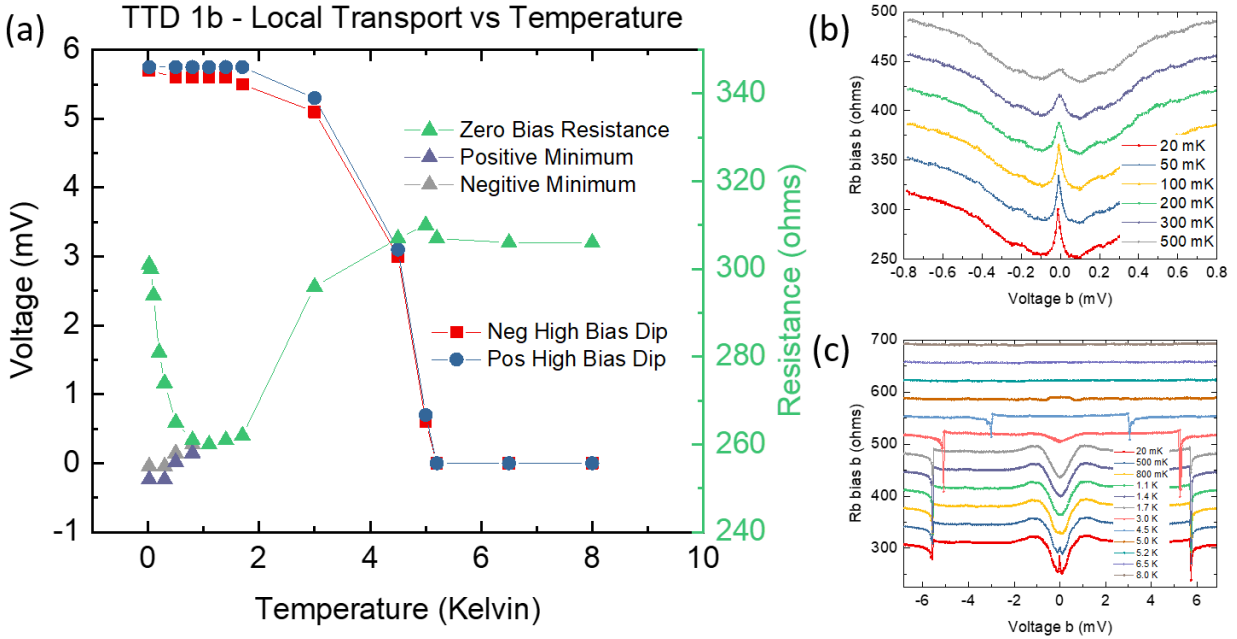 (a)
TTD 1b - Local Transport vs Temperature
6
5
4
3
2
1
0
-1
Voltage (mV)
0
2
4
6
8
10
Temperature (Kelvin)
340
320
300
280
260
240
Resistance (ohms)
Zero Bias Resistance
Positive Minimum
Negitive Minimum
Neg High Bias Dip
Pos High Bias Dip
(b)
500
450
400
350
300
250
Rb bias b (ohms)
-0.8
-0.6
-0.4
-0.2
0.0
0.2
0.4
0.6
0.8
Voltage b (mV)
20 mK
50 mK
100 mK
200 mK
300 mK
500 mK
(c)
700
600
500
400
300
Rb bias b (ohms)
-6
-4
-2
0
2
4
6
Voltage b (mV)
20 mK
500 mK
800 mK
1.1 K
1.4 K
1.7 K
3.0 K
4.5 K
5.0 K
5.2 K
6.5 K
8.0 K